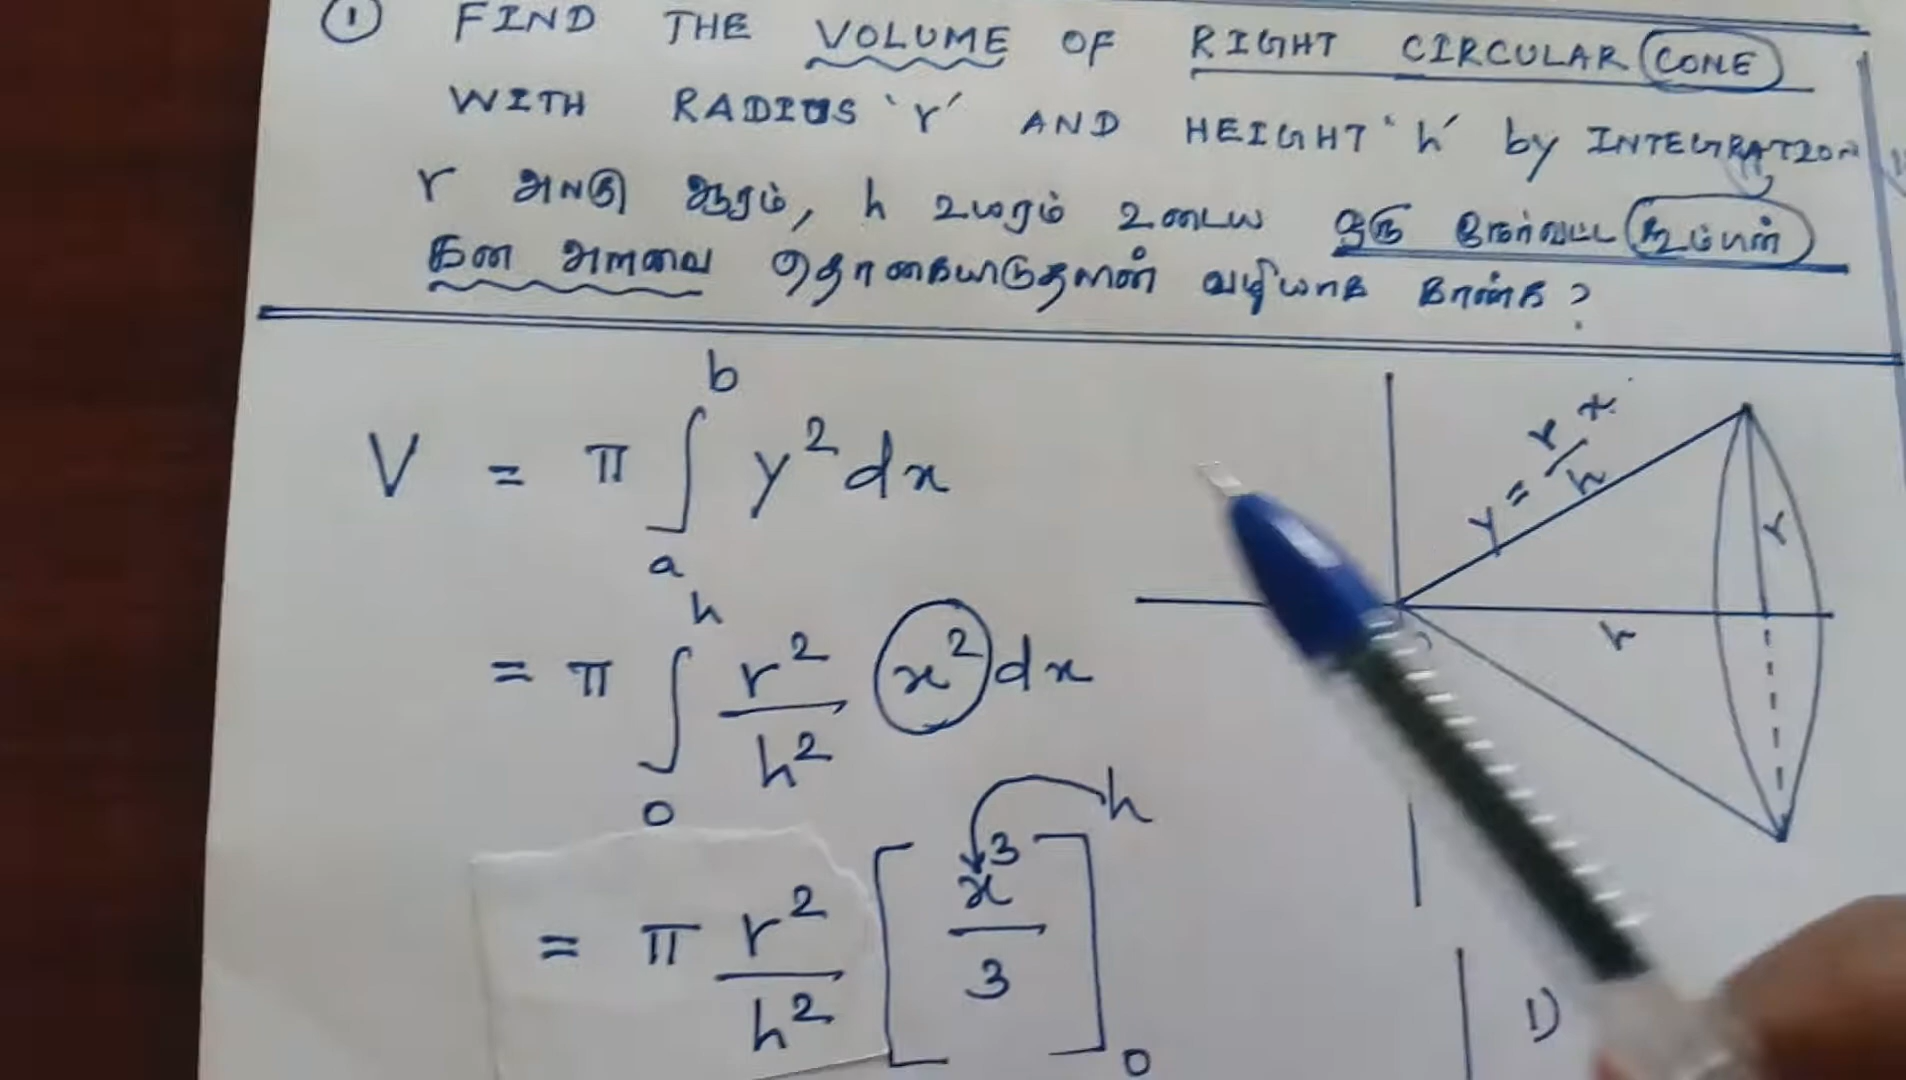 ① FIND THE VOLUME OF RIGHT CIRCULAR CONE
WITH RADIUS 'r' AND HEIGHT 'h' by INTEGRATION
r அலகு ஆரம், h உயரம் உடைய ஒரு நேர்வட்ட கூம்பின்
கன அளவை தொகையிடுதலின் வழியாக காண்க?
V = π ∫ₐᵇ y² dx
= π ∫₀ʰ r²/h² x² dx
= π r²/h² [x³/3]₀ʰ
y = r/h x
r
h
1)